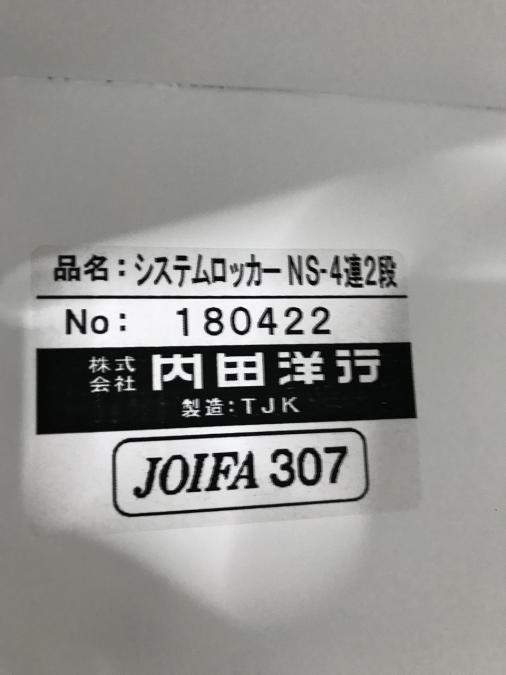 品名：システムロッカー NS-4連2段
No： 180422
株式会社 内田洋行
製造：TJK
JOIFA 307